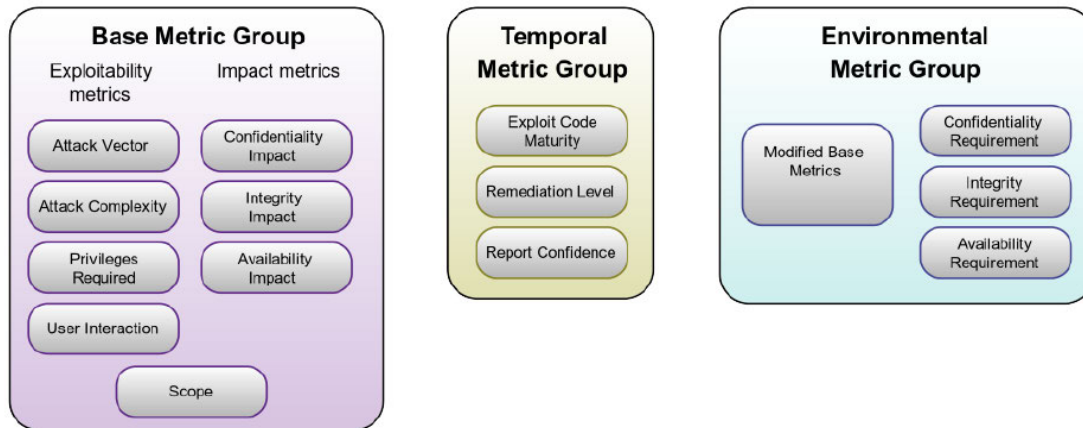 Base Metric Group
Exploitability
metrics
Impact metrics
Attack Vector
Attack Complexity
Privileges
Required
User Interaction
Confidentiality
Impact
Integrity
Impact
Availability
Impact
Scope
Temporal
Metric Group
Exploit Code
Maturity
Remediation Level
Report Confidence
Environmental
Metric Group
Modified Base
Metrics
Confidentiality
Requirement
Integrity
Requirement
Availability
Requirement